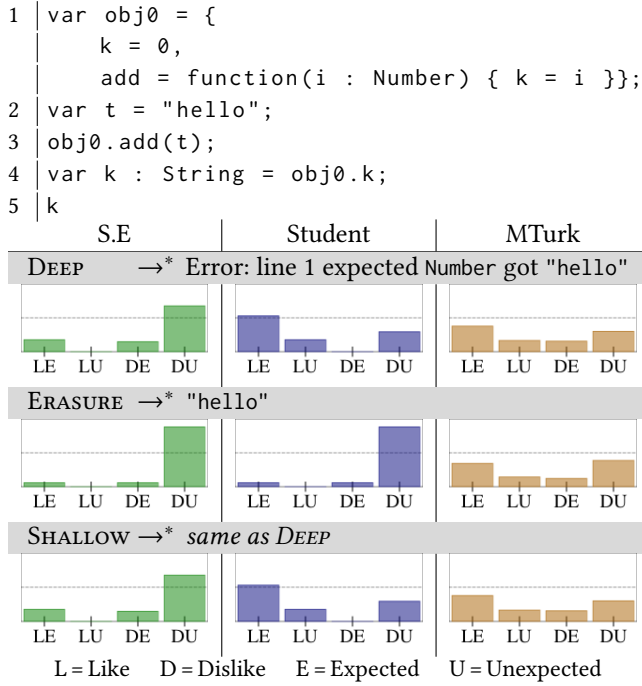 1 var obj0 = {
k = 0,
add = function(i : Number) { k = i }};
2 var t = "hello";
3 obj0.add(t);
4 var k : String = obj0.k;
5 k
S.E Student MTurk
DEEP →* Error: line 1 expected Number got "hello"
LE LU DE DU LE LU DE DU LE LU DE DU
ERASURE →* "hello"
LE LU DE DU LE LU DE DU LE LU DE DU
SHALLOW →* same as DEEP
LE LU DE DU LE LU DE DU LE LU DE DU
L = Like D = Dislike E = Expected U = Unexpected